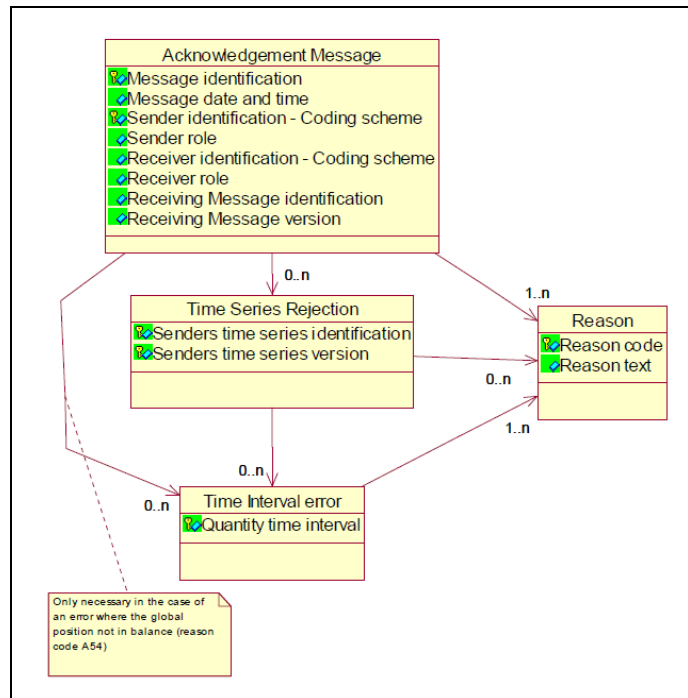 Acknowledgement Message
Message identification
Message date and time
Sender identification - Coding scheme
Sender role
Receiver identification - Coding scheme
Receiver role
Receiving Message identification
Receiving Message version
0..n
1..n
Time Series Rejection
Senders time series identification
Senders time series version
Reason
Reason code
Reason text
0..n
1..n
0..n
0..n
Time Interval error
Quantity time interval
Only necessary in the case of
an error where the global
position not in balance (reason
code A54)